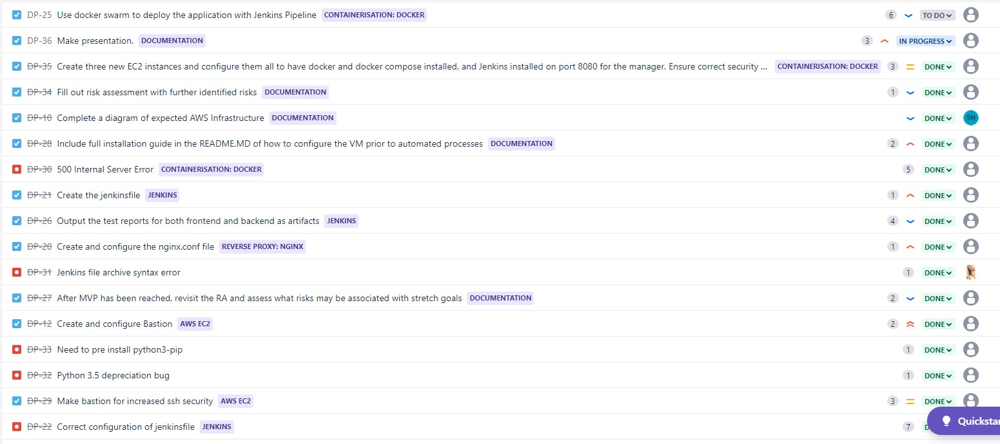 DP-25 Use docker swarm to deploy the application with Jenkins Pipeline CONTAINERISATION: DOCKER 6 TO DO
DP-36 Make presentation. DOCUMENTATION 3 IN PROGRESS
DP-35 Create three new EC2 instances and configure them all to have docker and docker compose installed, and Jenkins installed on port 8080 for the manager. Ensure correct security ... CONTAINERISATION: DOCKER 3 DONE
DP-34 Fill out risk assessment with further identified risks DOCUMENTATION 1 DONE
DP-10 Complete a diagram of expected AWS Infrastructure DOCUMENTATION DONE SH
DP-28 Include full installation guide in the README.MD of how to configure the VM prior to automated processes DOCUMENTATION 2 DONE
DP-30 500 Internal Server Error CONTAINERISATION: DOCKER 5 DONE
DP-21 Create the jenkinsfile JENKINS 1 DONE
DP-26 Output the test reports for both frontend and backend as artifacts JENKINS 4 DONE
DP-20 Create and configure the nginx.conf file REVERSE PROXY: NGINX 1 DONE
DP-31 Jenkins file archive syntax error 1 DONE
DP-27 After MVP has been reached, revisit the RA and assess what risks may be associated with stretch goals DOCUMENTATION 2 DONE
DP-12 Create and configure Bastion AWS EC2 2 DONE
DP-33 Need to pre install python3-pip 1 DONE
DP-32 Python 3.5 depreciation bug 1 DONE
DP-29 Make bastion for increased ssh security AWS EC2 3 DONE
DP-22 Correct configuration of jenkinsfile JENKINS 7